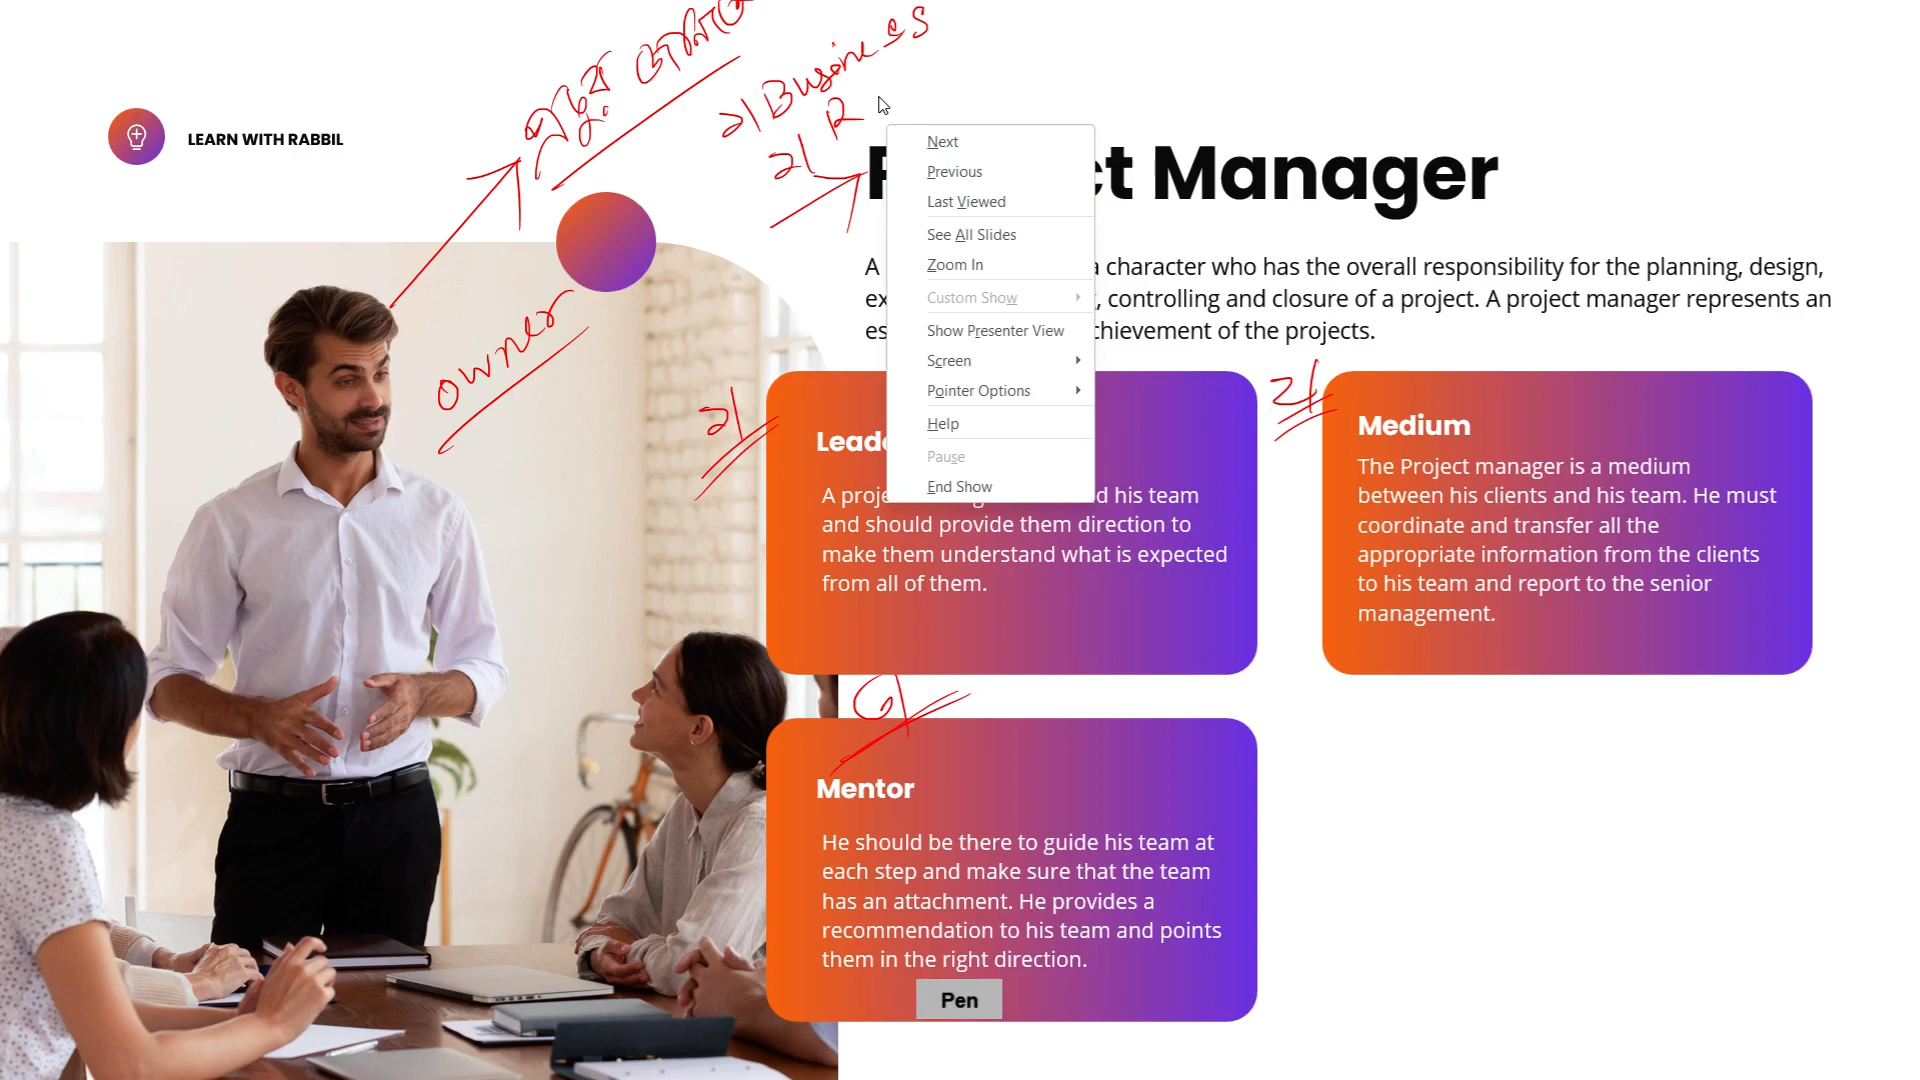 LEARN WITH RABBIL
২। Business
২। R
owner
Manager
A
character who has the overall responsibility for the planning, design,
controlling and closure of a project. A project manager represents an
of the projects.
Next
Previous
Last Viewed
See All Slides
Zoom In
Custom Show
Show Presenter View
Screen
Pointer Options
Help
Pause
End Show
his team
and should provide them direction to
make them understand what is expected
from all of them.
Medium
The Project manager is a medium
between his clients and his team. He must
coordinate and transfer all the
appropriate information from the clients
to his team and report to the senior
management.
৩।
Mentor
He should be there to guide his team at
each step and make sure that the team
has an attachment. He provides a
recommendation to his team and points
them in the right direction.
Pen